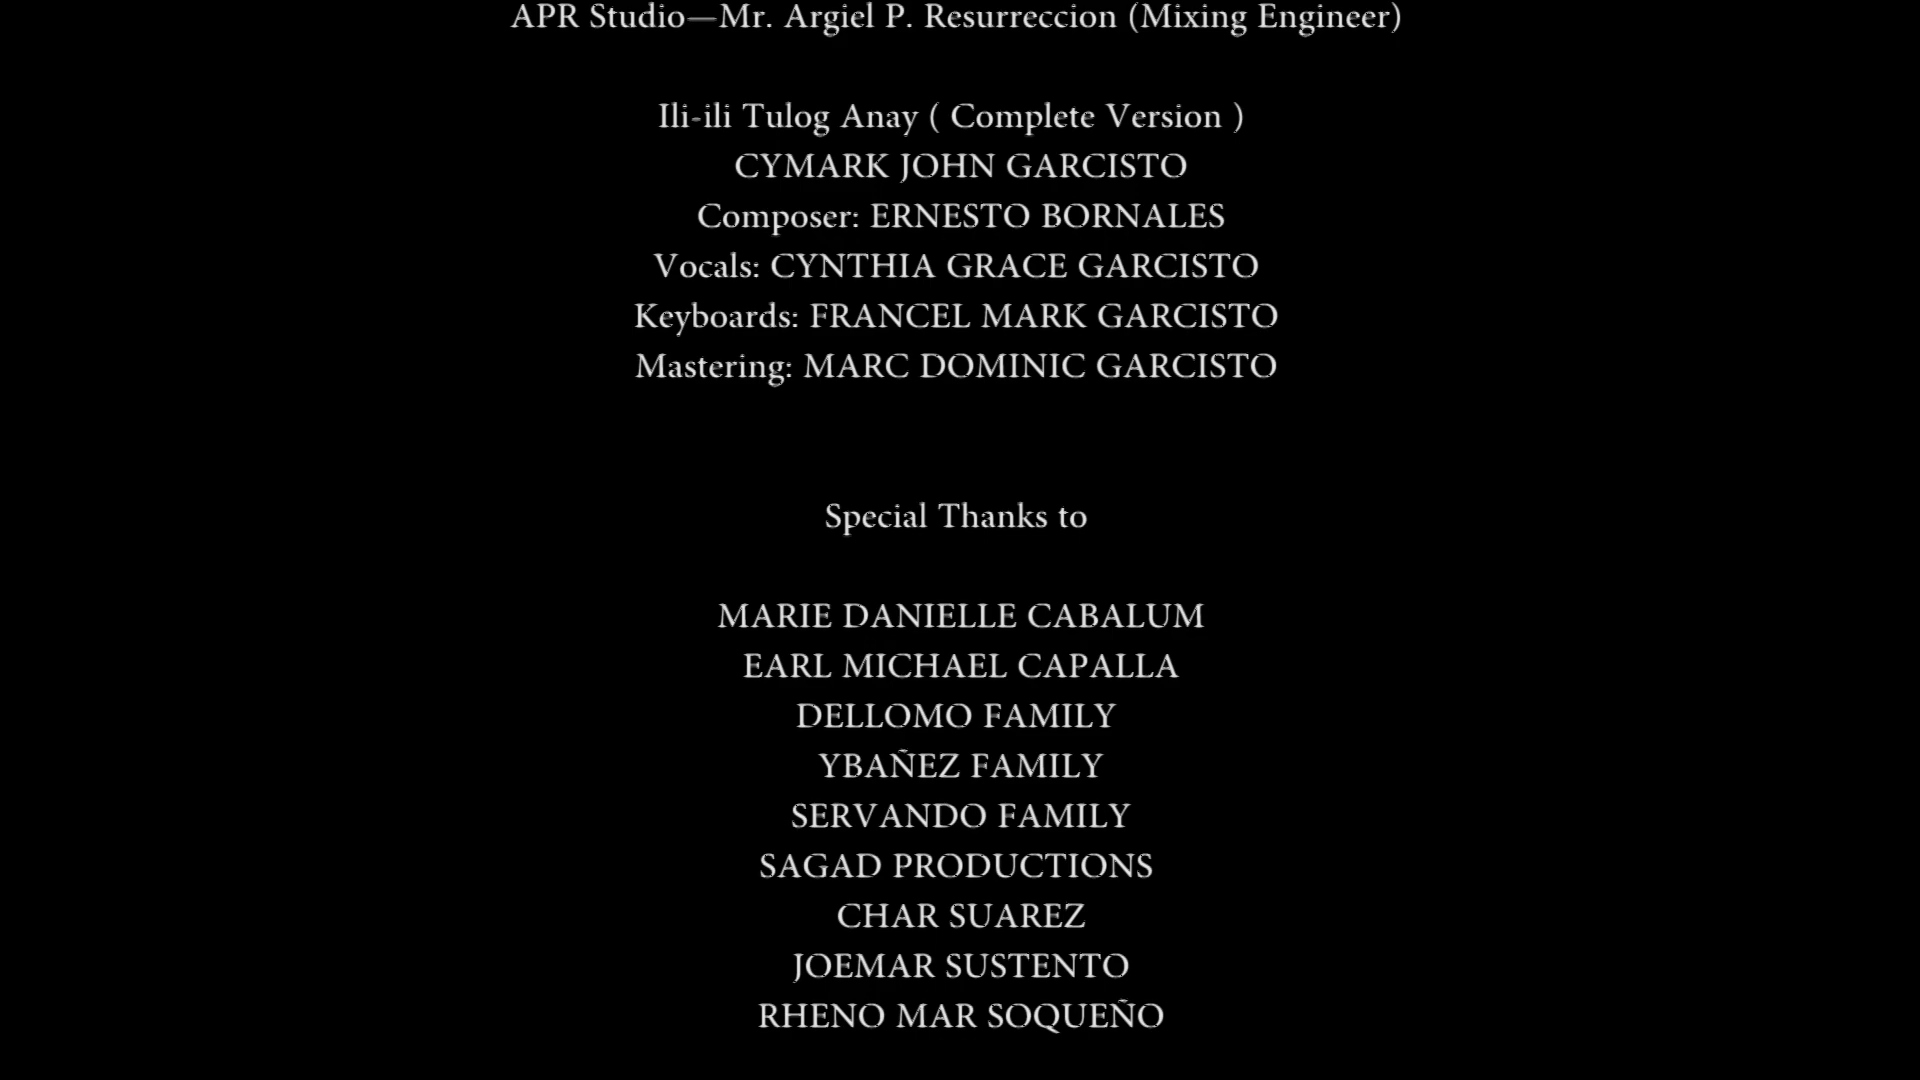 APR Studio—Mr. Argiel P. Resurreccion (Mixing Engineer)
Ili-ili Tulog Anay ( Complete Version )
CYMARK JOHN GARCISTO
Composer: ERNESTO BORNALES
Vocals: CYNTHIA GRACE GARCISTO
Keyboards: FRANCEL MARK GARCISTO
Mastering: MARC DOMINIC GARCISTO
Special Thanks to
MARIE DANIELLE CABALUM
EARL MICHAEL CAPALLA
DELLOMO FAMILY
YBAÑEZ FAMILY
SERVANDO FAMILY
SAGAD PRODUCTIONS
CHAR SUAREZ
JOEMAR SUSTENTO
RHENO MAR SOQUEÑO